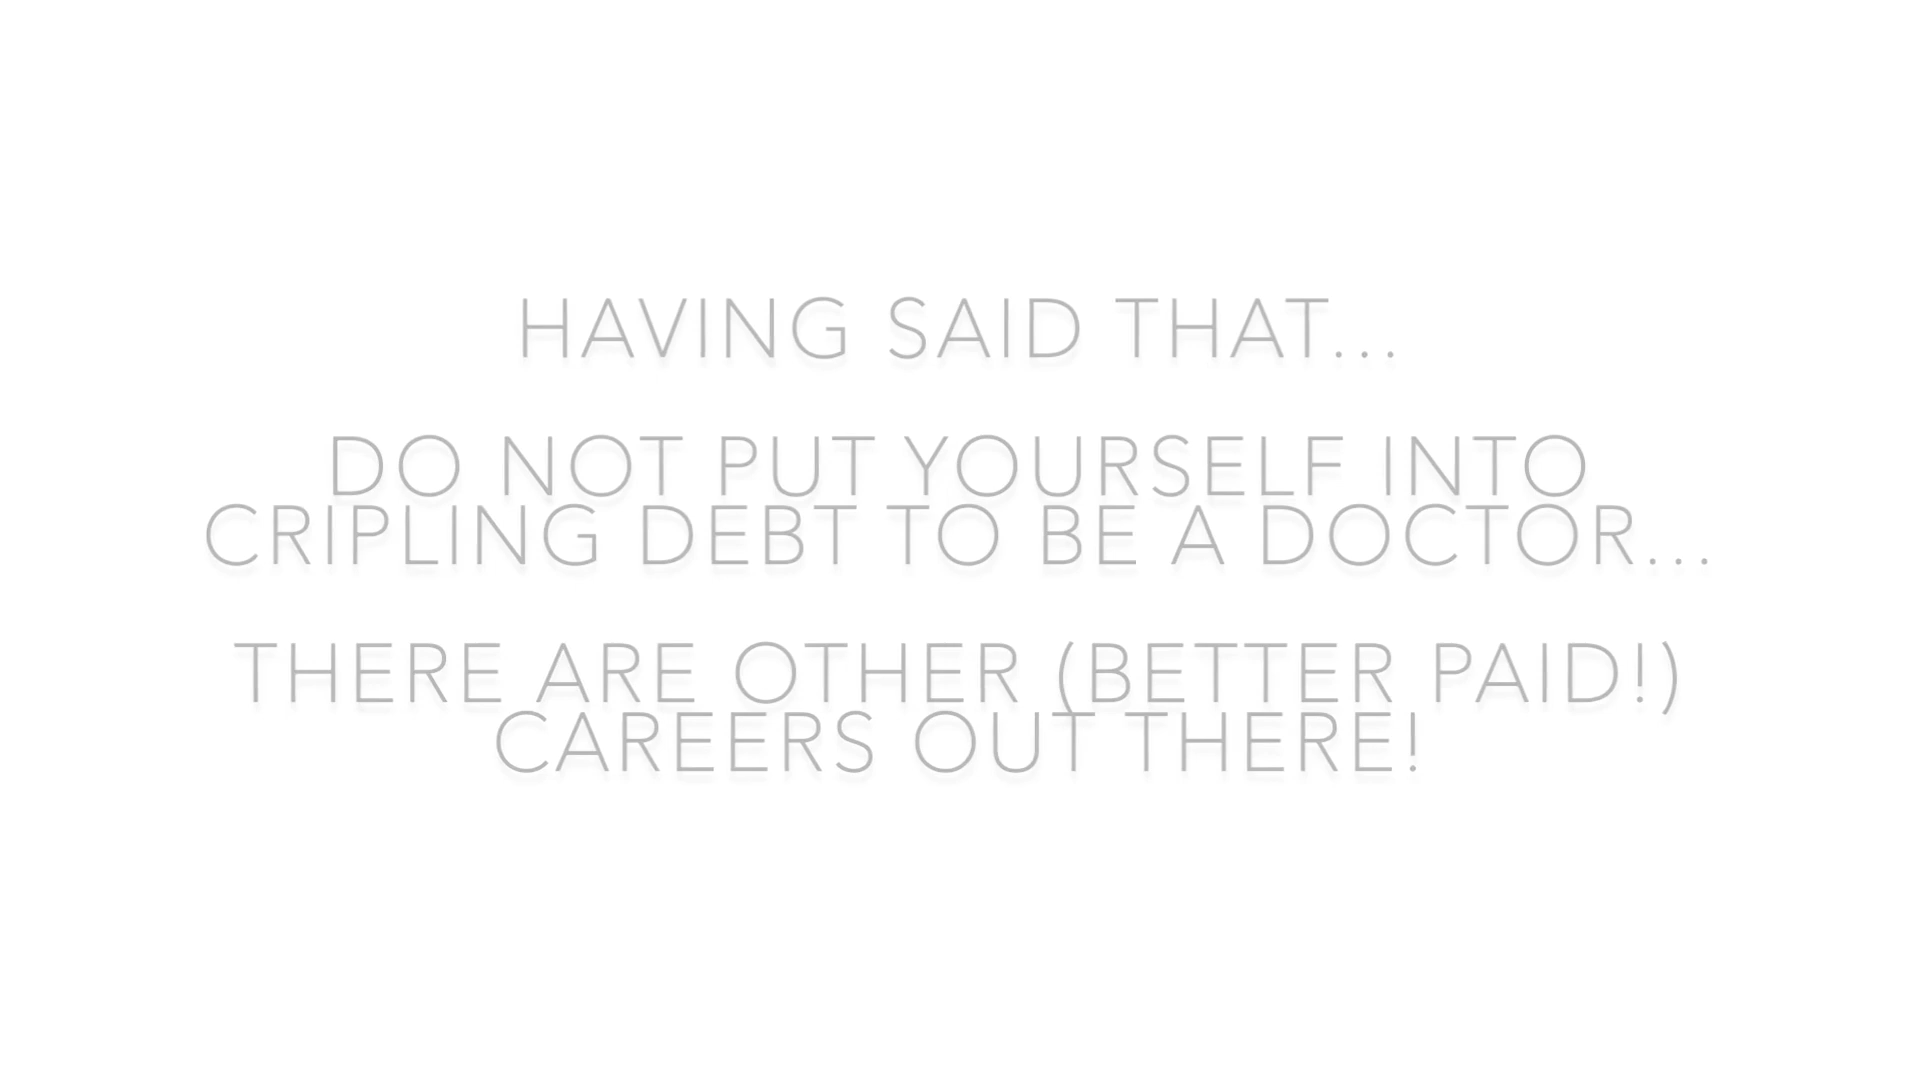 HAVING SAID THAT...
DO NOT PUT YOURSELF INTO
CRIPLING DEBT TO BE A DOCTOR...
THERE ARE OTHER (BETTER PAID!)
CAREERS OUT THERE!